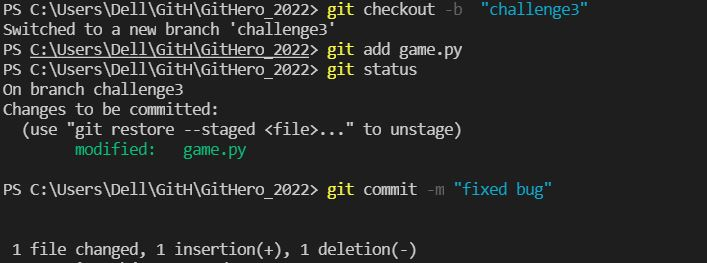 PS C:\Users\Dell\GitH\GitHero_2022> git checkout -b  "challenge3"
Switched to a new branch 'challenge3'
PS C:\Users\Dell\GitH\GitHero_2022> git add game.py
PS C:\Users\Dell\GitH\GitHero_2022> git status
On branch challenge3
Changes to be committed:
  (use "git restore --staged <file>..." to unstage)
        modified:   game.py
PS C:\Users\Dell\GitH\GitHero_2022> git commit -m "fixed bug"
 1 file changed, 1 insertion(+), 1 deletion(-)